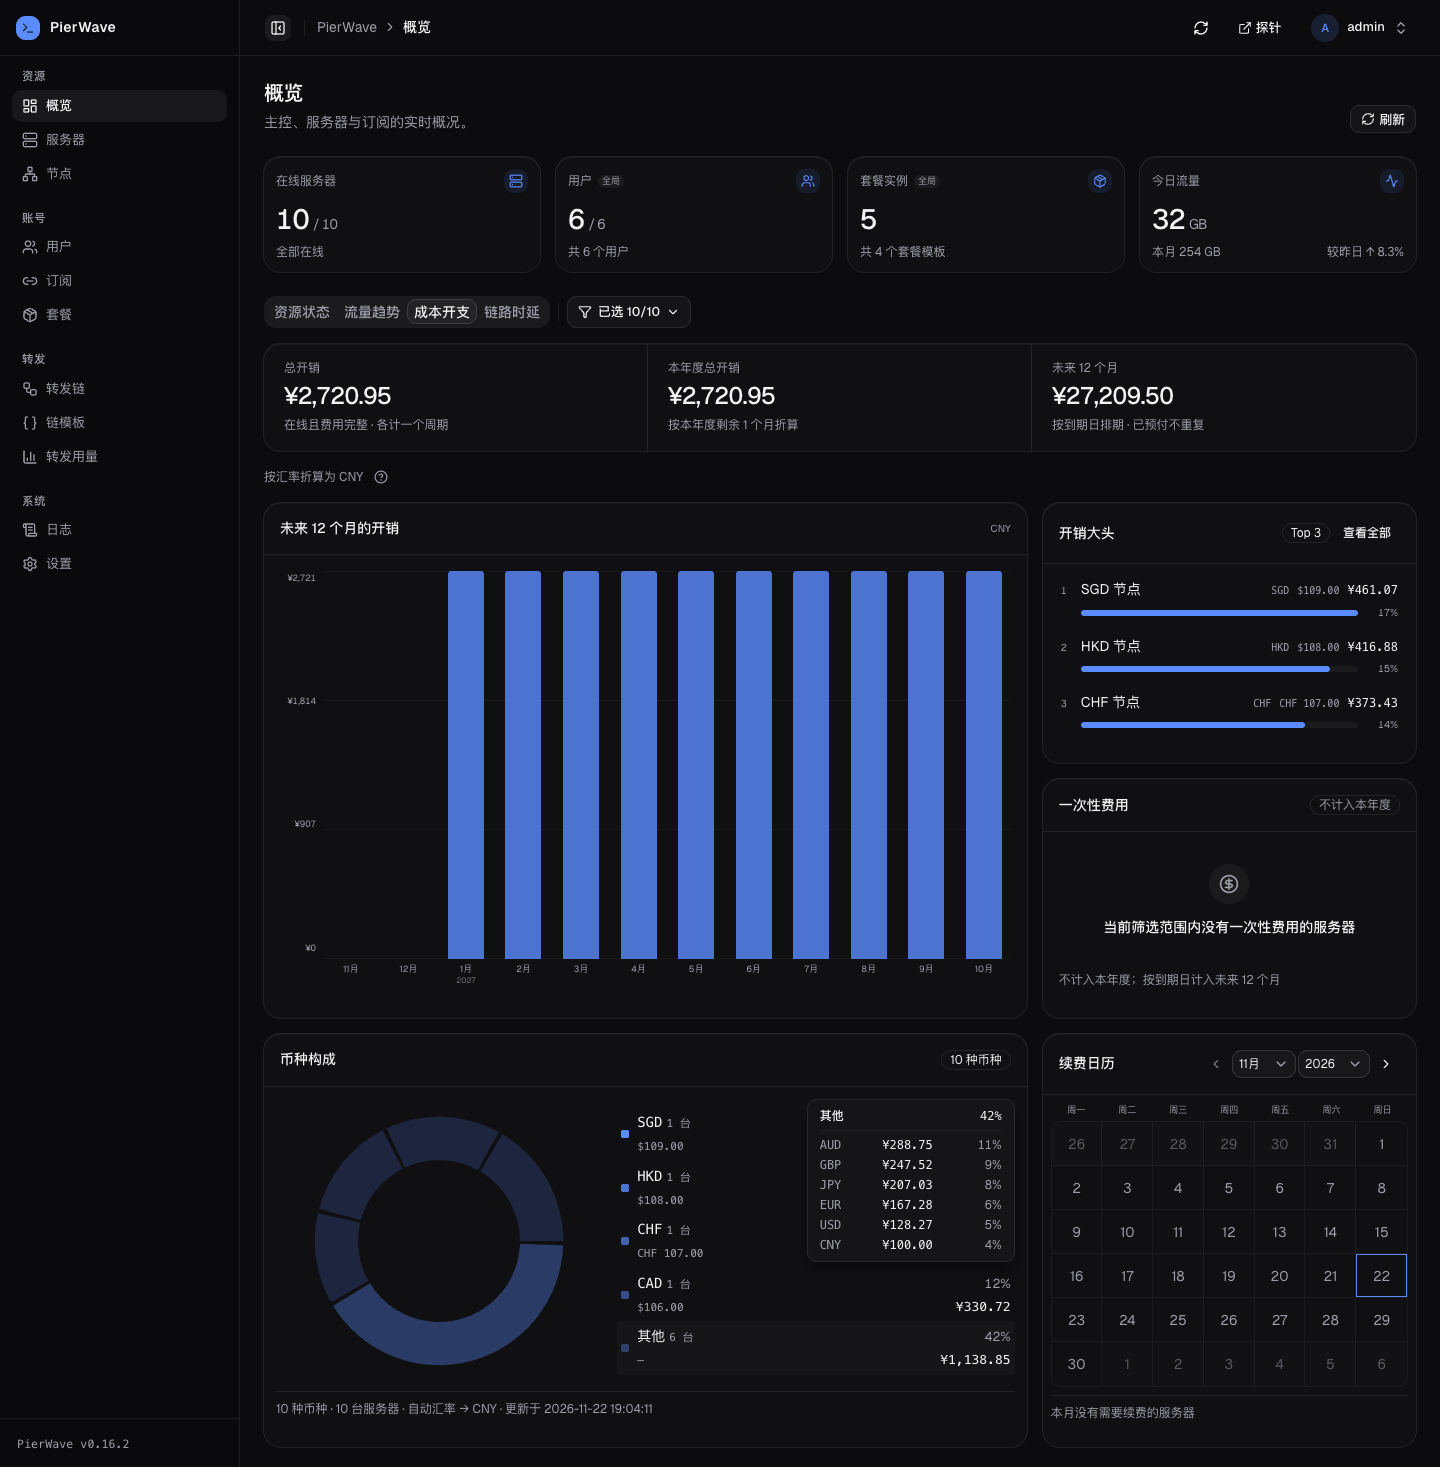 PierWave
PierWave > 概览
探针
A
admin
资源
概览
服务器
节点
账号
用户
订阅
套餐
转发
转发链
链模板
转发用量
系统
日志
设置
PierWave v0.16.2
概览
主控、服务器与订阅的实时概况。
刷新
在线服务器
10 / 10
全部在线
用户 全局
6 / 6
共 6 个用户
套餐实例 全局
5
共 4 个套餐模板
今日流量
32 GB
本月 254 GB 较昨日 ↑ 8.3%
资源状态 流量趋势 成本开支 链路时延 已选 10/10
总开销
¥2,720.95
在线且费用完整 · 各计一个周期
本年度总开销
¥2,720.95
按本年度剩余 1 个月折算
未来 12 个月
¥27,209.50
按到期日排期 · 已预付不重复
按汇率折算为 CNY
未来 12 个月的开销 CNY
¥2,721
¥1,814
¥907
¥0
11月 12月 1月 2月 3月 4月 5月 6月 7月 8月 9月 10月
2027
开销大头 Top 3 查看全部
1 SGD 节点 SGD $109.00 ¥461.07
17%
2 HKD 节点 HKD $108.00 ¥416.88
15%
3 CHF 节点 CHF CHF 107.00 ¥373.43
14%
一次性费用 不计入本年度
当前筛选范围内没有一次性费用的服务器
不计入本年度；按到期日计入未来 12 个月
币种构成 10 种币种
SGD 1 台
$109.00
HKD 1 台
$108.00
CHF 1 台
CHF 107.00
CAD 1 台 12%
$106.00 ¥330.72
其他 6 台 42%
— ¥1,138.85
其他 42%
AUD ¥288.75 11%
GBP ¥247.52 9%
JPY ¥207.03 8%
EUR ¥167.28 6%
USD ¥128.27 5%
CNY ¥100.00 4%
10 种币种 · 10 台服务器 · 自动汇率 → CNY · 更新于 2026-11-22 19:04:11
续费日历 11月 2026
周一 周二 周三 周四 周五 周六 周日
26 27 28 29 30 31 1
2 3 4 5 6 7 8
9 10 11 12 13 14 15
16 17 18 19 20 21 22
23 24 25 26 27 28 29
30 1 2 3 4 5 6
本月没有需要续费的服务器